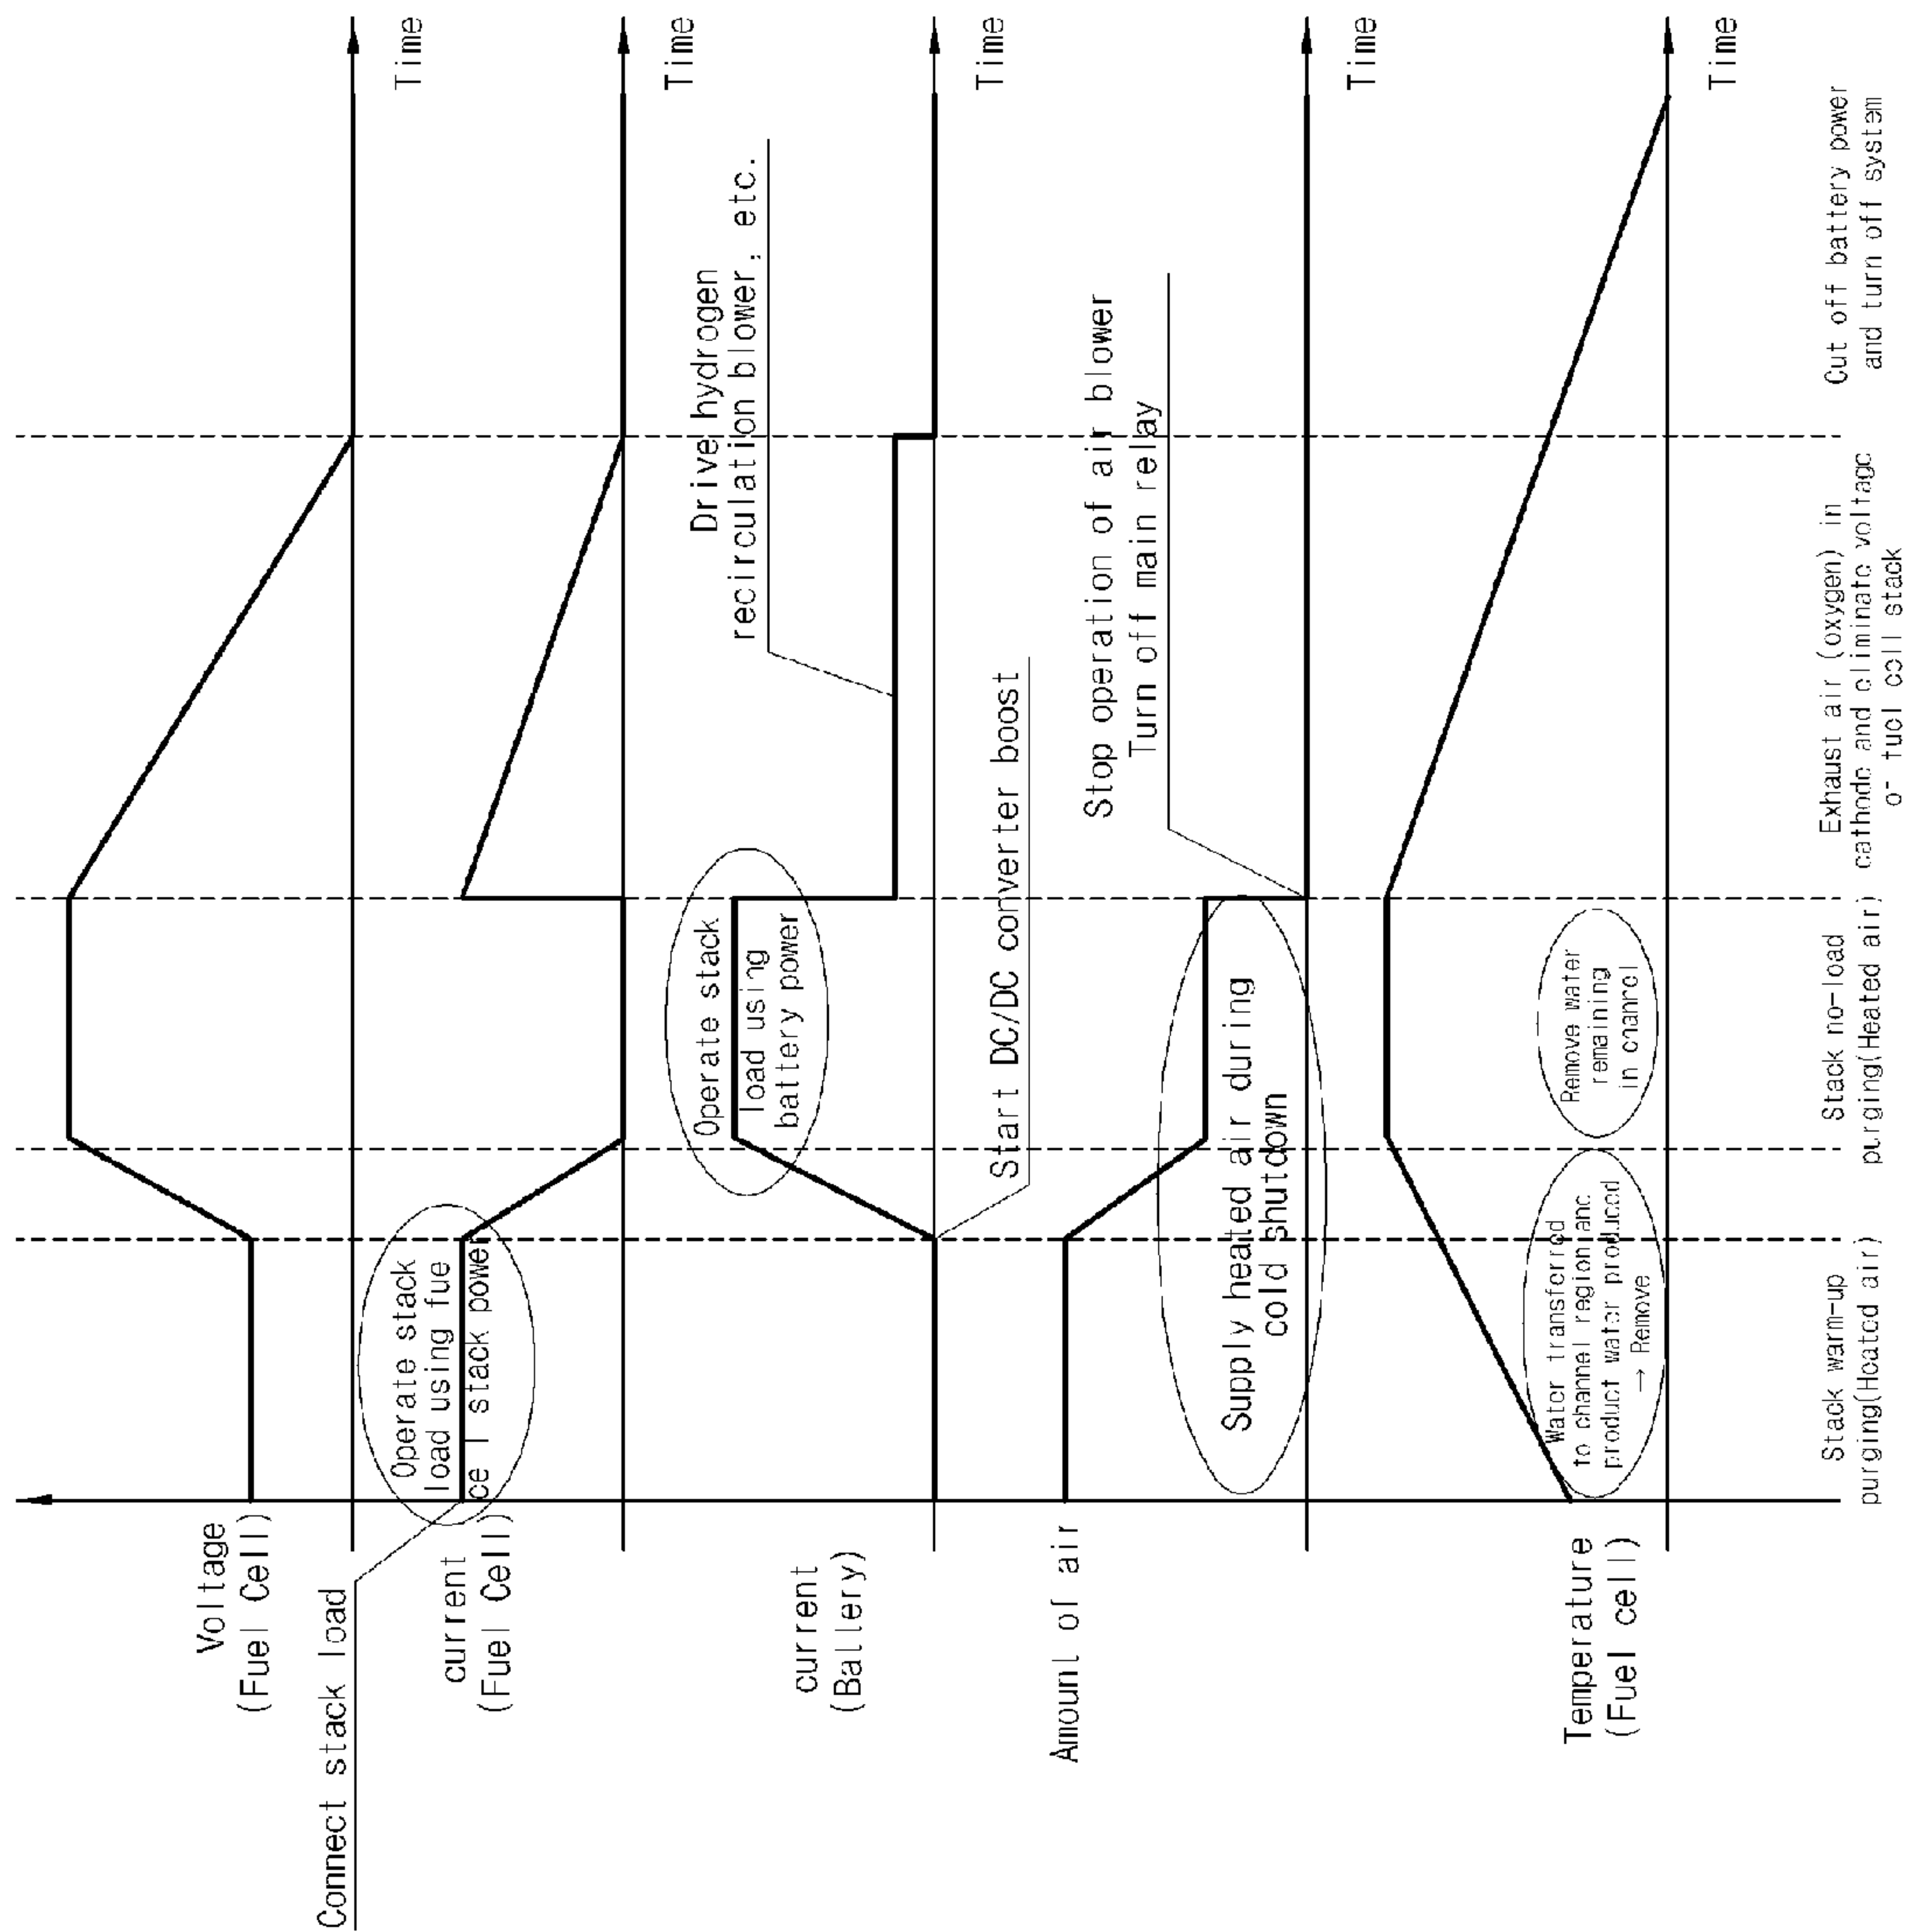 Voltage
(Fuel Cell)
Time
Connect stack load
current
(Fuel Cell)
Operate stack
load using fue
ce l stack power
Time
current
(Ballery)
Operate stack
load using
battery power
Drive hydrogen
recirculation blower, etc.
Start DC/DC converter boost
Time
Amount of air
Supply heated air during
cold shutdown
Stop operation of air blower
Turn off main relay
Time
Temperature
(Fuel cell)
Water transferred
to channel region and
product water produced
→ Remove
Remove water
remaining
in channel
Time
Stack warm-up
purging(Heated air)
Stack no-load
purging(Heated air)
Exhaust air (oxygen) in
cathode and eliminate voltage
of fuel cell stack
Cut off battery power
and turn off system